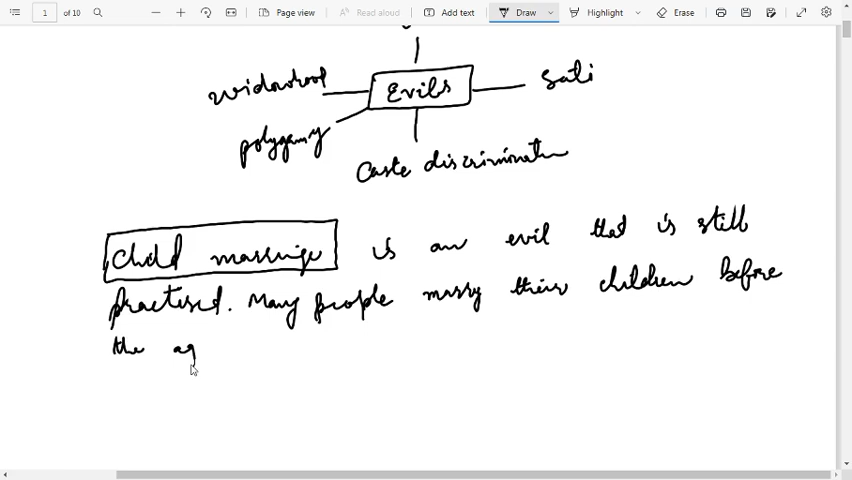 1 of 10 Page view Read aloud Add text Draw Highlight Erase
widowhood Evils Sati
polygamy
Caste discrimination
Child marriage is an evil that is still
practised. Many people marry their children before
the ag